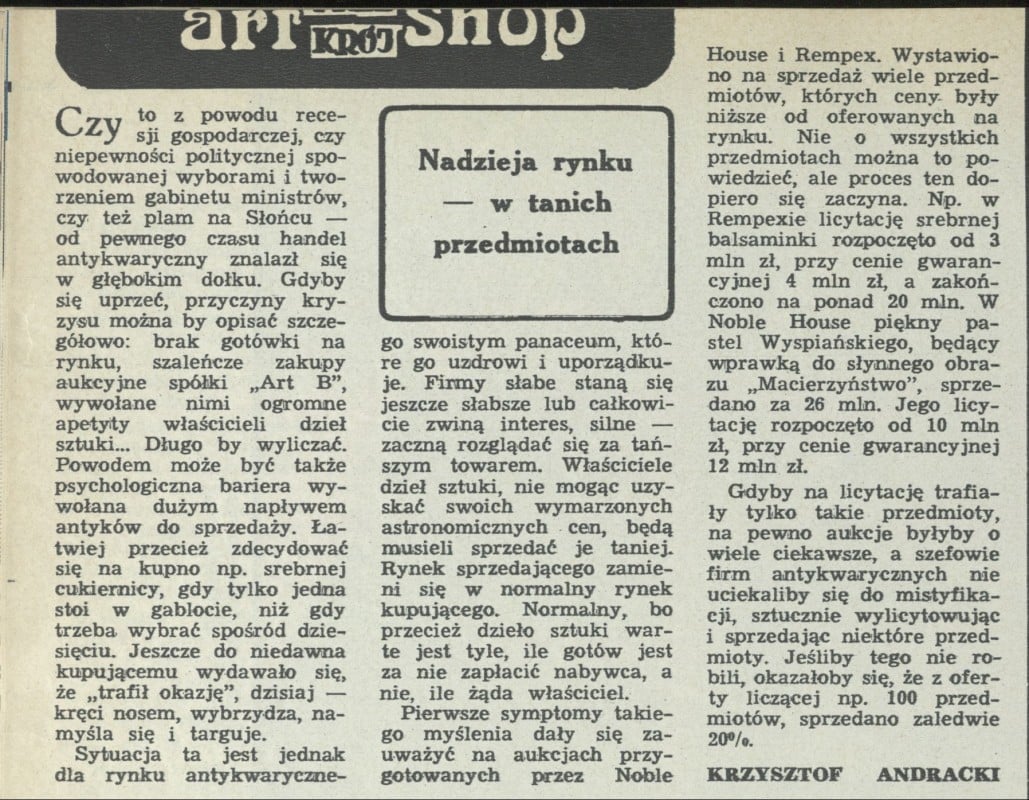 art KRÓJ shop
Czy to z powodu rece-
sji gospodarczej, czy
niepewności politycznej spo-
wodowanej wyborami i two-
rzeniem gabinetu ministrów,
czy też plam na Słońcu —
od pewnego czasu handel
antykwaryczny znalazł się
w głębokim dołku. Gdyby
się uprzeć, przyczyny kry-
zysu można by opisać szcze-
gółowo: brak gotówki na
rynku, szaleńcze zakupy
aukcyjne spółki „Art B”,
wywołane nimi ogromne
apetyty właścicieli dzieł
sztuki... Długo by wyliczać.
Powodem może być także
psychologiczna bariera wy-
wołana dużym napływem
antyków do sprzedaży. Ła-
twiej przecież zdecydować
się na kupno np. srebrnej
cukiernicy, gdy tylko jedna
stoi w gablocie, niż gdy
trzeba wybrać spośród dzie-
sięciu. Jeszcze do niedawna
kupującemu wydawało się,
że „trafił okazję”, dzisiaj —
kręci nosem, wybrzydza, na-
myśla się i targuje.
Sytuacja ta jest jednak
dla rynku antykwaryczne-
Nadzieja rynku
— w tanich
przedmiotach
go swoistym panaceum, któ-
re go uzdrowi i uporządku-
je. Firmy słabe staną się
jeszcze słabsze lub całkowi-
cie zwiną interes, silne —
zaczną rozglądać się za tań-
szym towarem. Właściciele
dzieł sztuki, nie mogąc uzy-
skać swoich wymarzonych
astronomicznych cen, będą
musieli sprzedać je taniej.
Rynek sprzedającego zamie-
ni się w normalny rynek
kupującego. Normalny, bo
przecież dzieło sztuki war-
te jest tyle, ile gotów jest
za nie zapłacić nabywca, a
nie, ile żąda właściciel.
Pierwsze symptomy takie-
go myślenia dały się za-
uważyć na aukcjach przy-
gotowanych przez Noble
House i Rempex. Wystawio-
no na sprzedaż wiele przed-
miotów, których ceny były
niższe od oferowanych na
rynku. Nie o wszystkich
przedmiotach można to po-
wiedzieć, ale proces ten do-
piero się zaczyna. Np. w
Rempexie licytację srebrnej
balsaminki rozpoczęto od 3
mln zł, przy cenie gwaran-
cyjnej 4 mln zł, a zakoń-
czono na ponad 20 mln. W
Noble House piękny pa-
stel Wyspiańskiego, będący
wprawką do słynnego obra-
zu „Macierzyństwo”, sprze-
dano za 26 mln. Jego licy-
tację rozpoczęto od 10 mln
zł, przy cenie gwarancyjnej
12 mln zł.
Gdyby na licytację trafia-
ły tylko takie przedmioty,
na pewno aukcje byłyby o
wiele ciekawsze, a szefowie
firm antykwarycznych nie
uciekaliby się do mistyfika-
cji, sztucznie wylicytowując
i sprzedając niektóre przed-
mioty. Jeśliby tego nie ro-
bili, okazałoby się, że z ofer-
ty liczącej np. 100 przed-
miotów, sprzedano zaledwie
20%.
KRZYSZTOF ANDRACKI